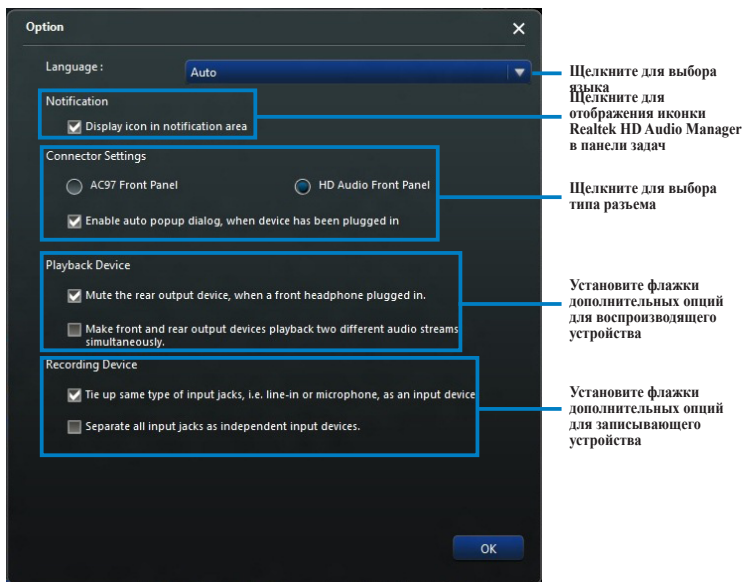 Option
Language :
Auto
Щелкните для выбора
языка
Notification
Display icon in notification area
Щелкните для
отображения иконки
Realtek HD Audio Manager
в панели задач
Connector Settings
AC97 Front Panel
HD Audio Front Panel
Enable auto popup dialog, when device has been plugged in
Щелкните для выбора
типа разъема
Playback Device
Mute the rear output device, when a front headphone plugged in.
Make front and rear output devices playback two different audio streams
simultaneously.
Установите флажки
дополнительных опций
для воспроизводящего
устройства
Recording Device
Tie up same type of input jacks, i.e. line-in or microphone, as an input device
Separate all input jacks as independent input devices.
Установите флажки
дополнительных опций
для записывающего
устройства
OK